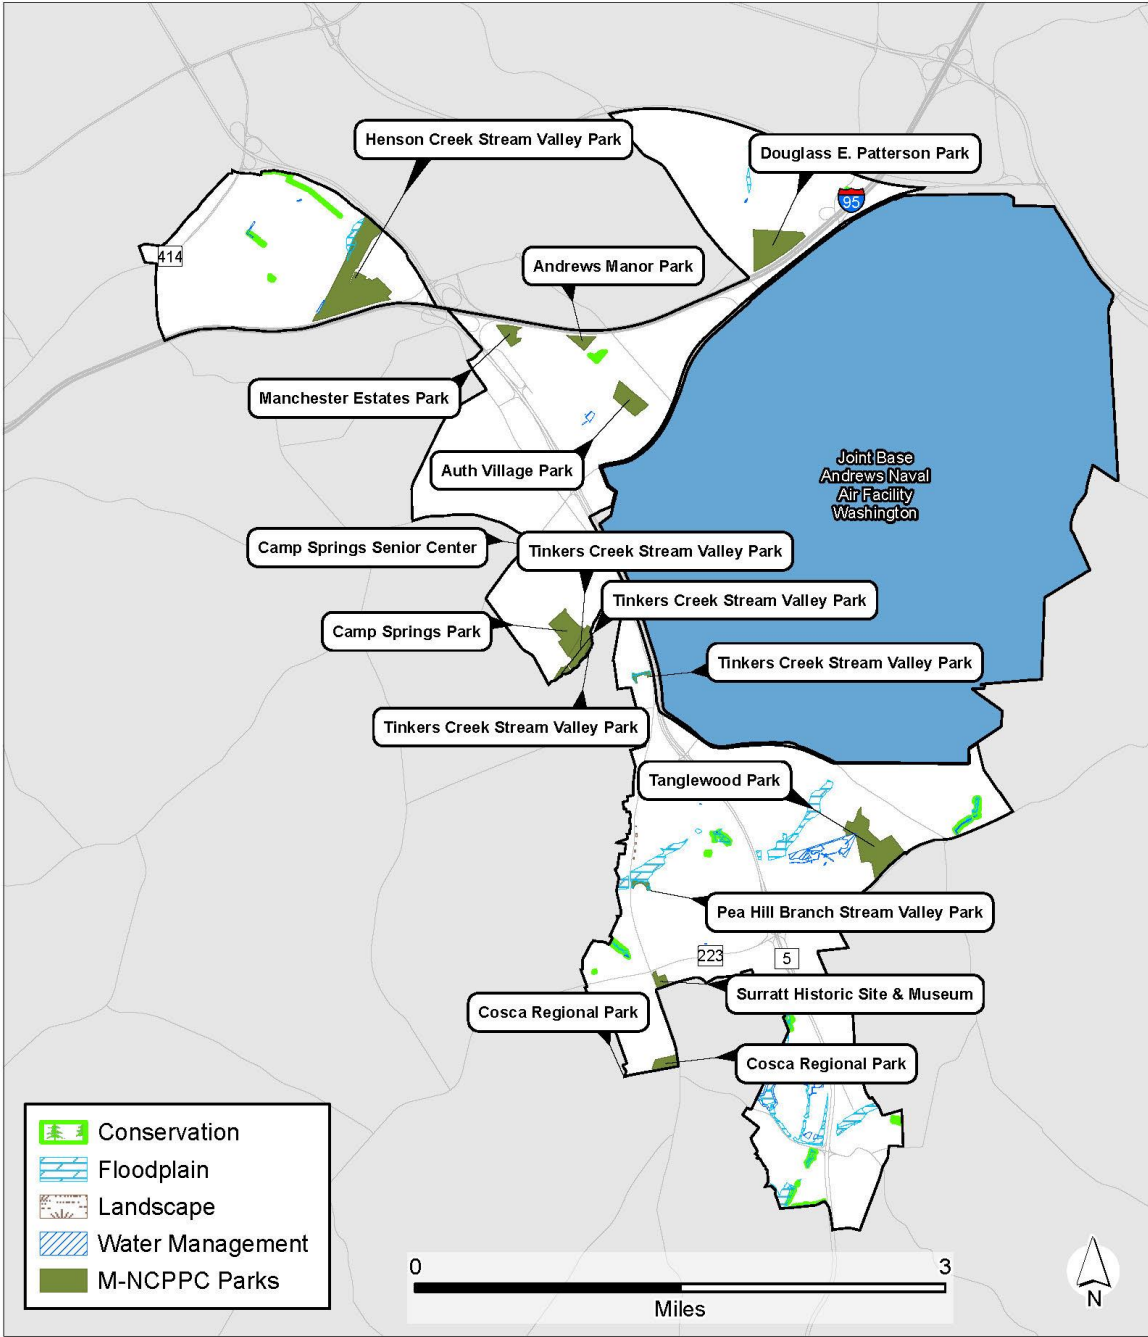 Henson Creek Stream Valley Park
Douglass E. Patterson Park
95
414
Andrews Manor Park
Manchester Estates Park
Auth Village Park
Joint Base
Andrews Naval
Air Facility
Washington
Camp Springs Senior Center
Tinkers Creek Stream Valley Park
Tinkers Creek Stream Valley Park
Camp Springs Park
Tinkers Creek Stream Valley Park
Tinkers Creek Stream Valley Park
Tanglewood Park
Pea Hill Branch Stream Valley Park
223
5
Surratt Historic Site & Museum
Cosca Regional Park
Cosca Regional Park
Conservation
Floodplain
Landscape
Water Management
M-NCPPC Parks
0 3
Miles
N